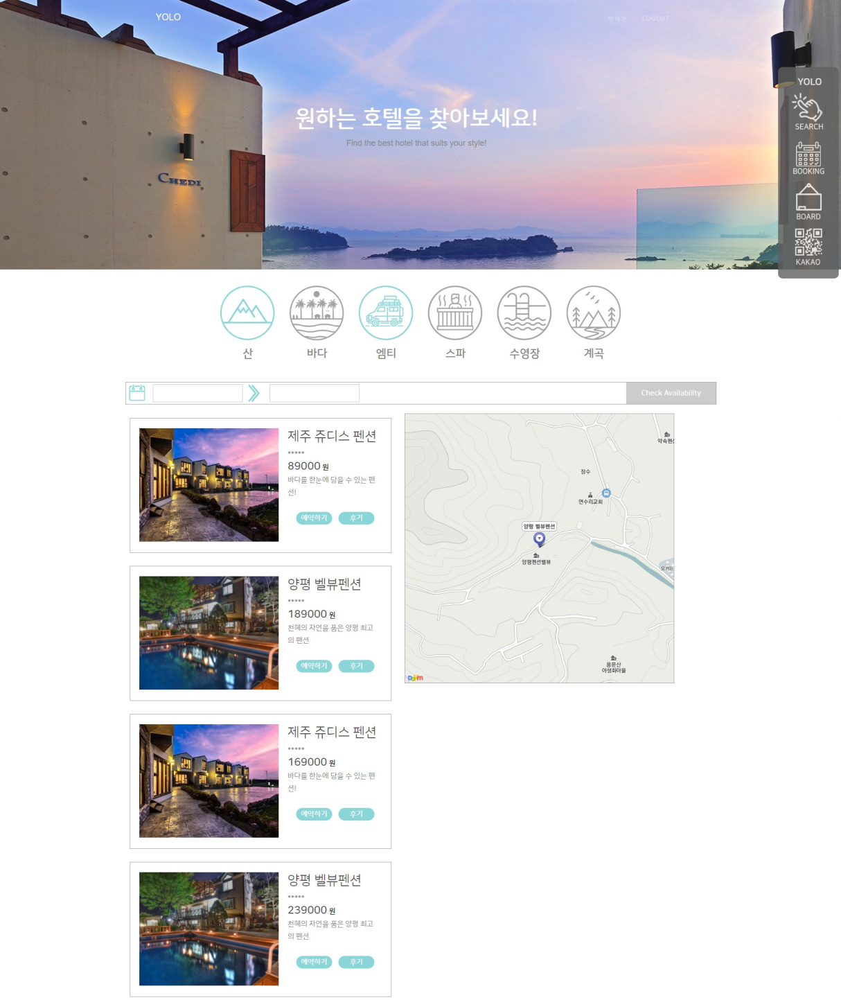 YOLO
LOGOUT
원하는 호텔을 찾아보세요!
Find the best hotel that suits your style!
CHEDI
YOLO
SEARCH
BOOKING
BOARD
KAKAO
산
바다
엠티
스파
수영장
계곡
Check Availability
제주 쥬디스 펜션
*****
89000 원
바다를 한눈에 담을 수 있는 펜
션!
예약하기
후기
양평 벨뷰펜션
*****
189000 원
천혜의 자연을 품은 양평 최고
의 펜션
예약하기
후기
제주 쥬디스 펜션
*****
169000 원
바다를 한눈에 담을 수 있는 펜
션!
예약하기
후기
양평 벨뷰펜션
*****
239000 원
천혜의 자연을 품은 양평 최고
의 펜션
예약하기
후기
약속펜션
장수
연수리교회
양평 벨뷰펜션
양평펜션벨뷰
용문산
야생화마을
Daum